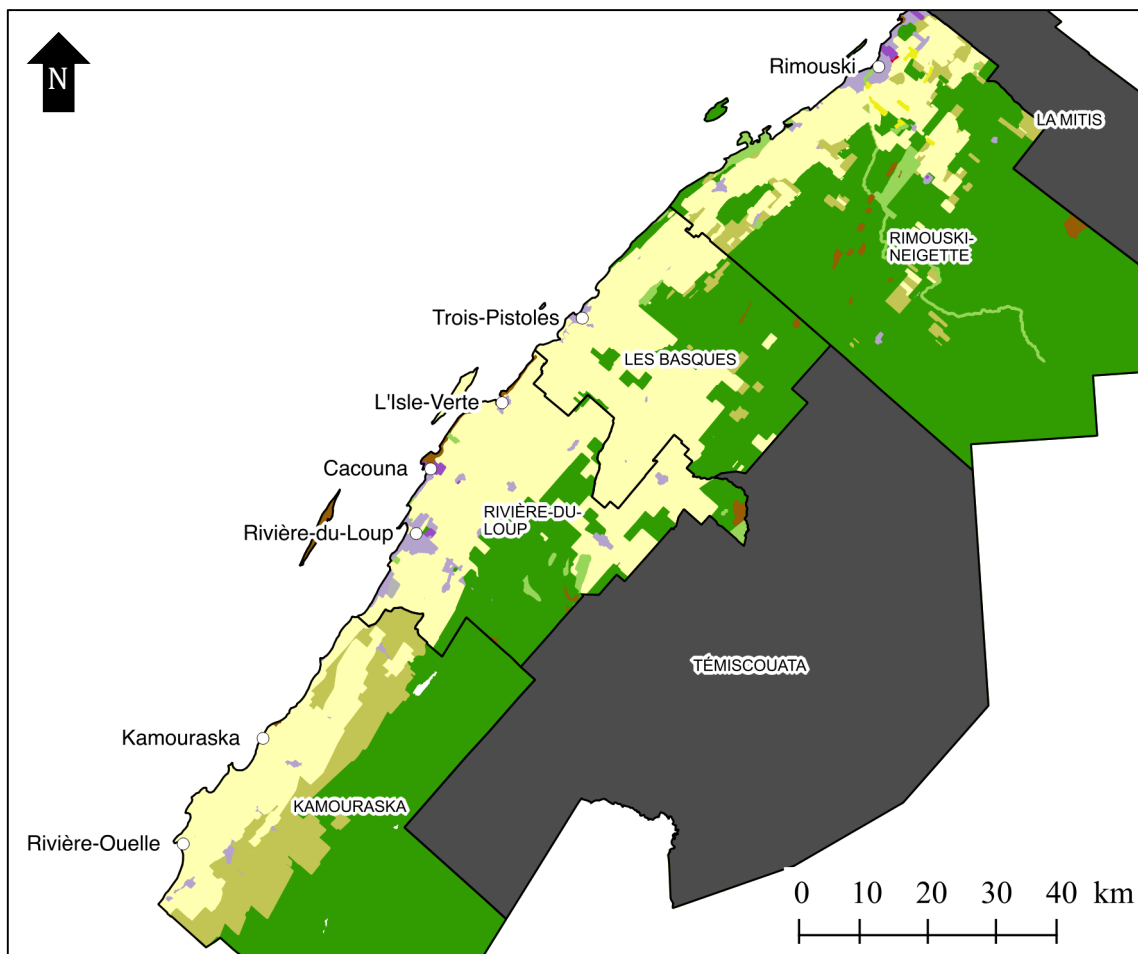 N
Rimouski
LA MITIS
RIMOUSKI-
NEIGETTE
Trois-Pistoles
LES BASQUES
L'Isle-Verte
Cacouna
RIVIÈRE-DU-
LOUP
Rivière-du-Loup
TÉMISCOUATA
Kamouraska
KAMOURASKA
Rivière-Ouelle
0 10 20 30 40 km